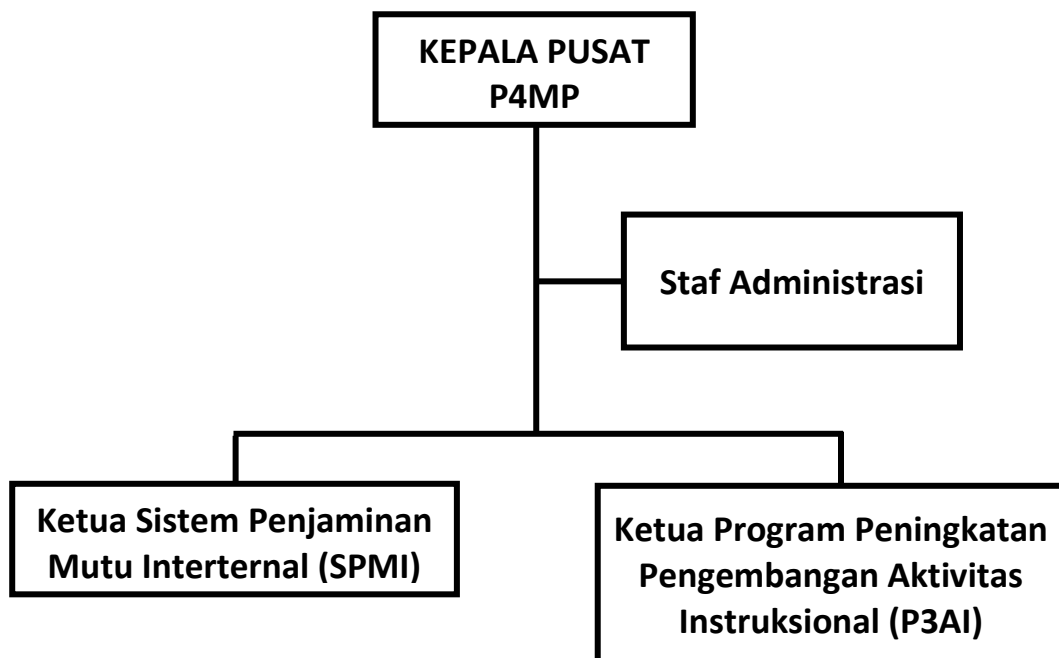 KEPALA PUSAT
P4MP
Staf Administrasi
Ketua Sistem Penjaminan
Mutu Interternal (SPMI)
Ketua Program Peningkatan
Pengembangan Aktivitas
Instruksional (P3AI)